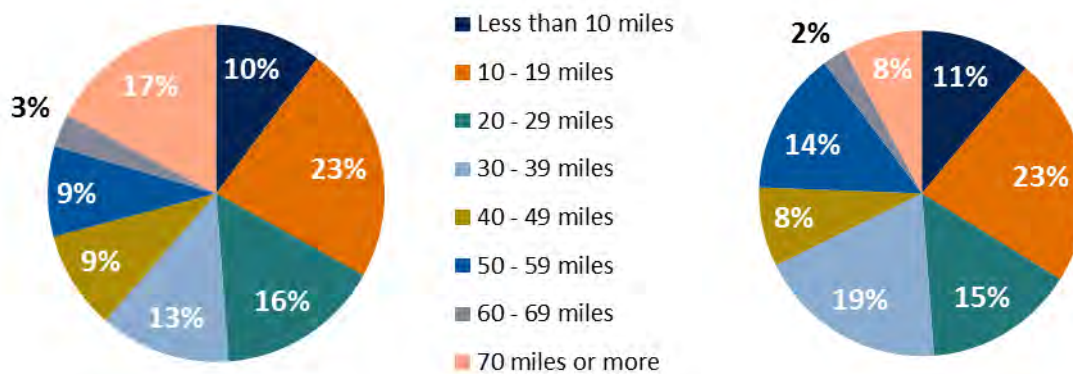 10%
23%
16%
13%
9%
9%
3%
17%
Less than 10 miles
10 - 19 miles
20 - 29 miles
30 - 39 miles
40 - 49 miles
50 - 59 miles
60 - 69 miles
70 miles or more
11%
23%
15%
19%
8%
14%
2%
8%